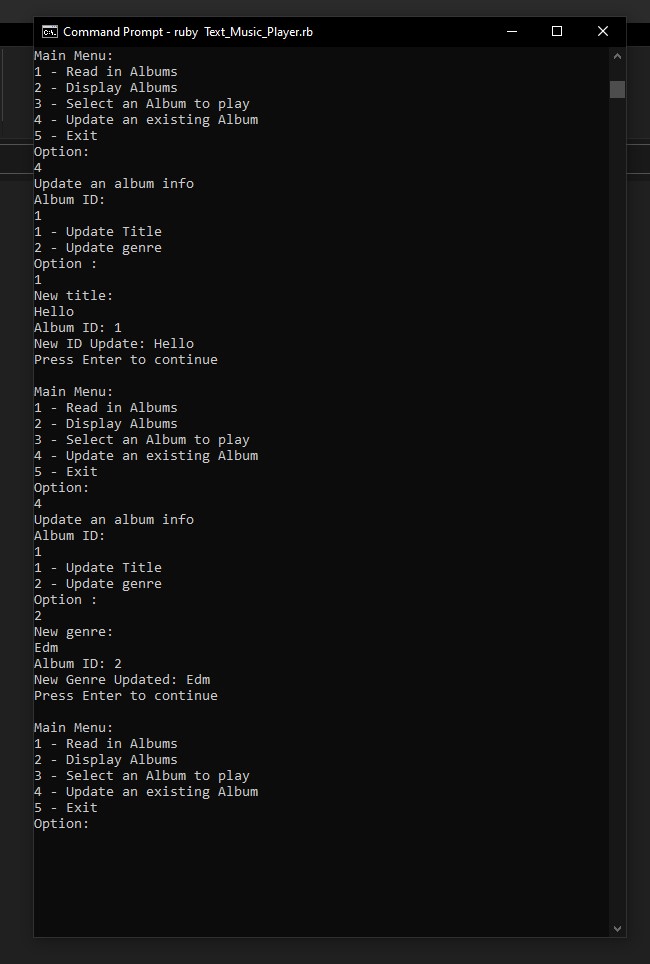 Command Prompt - ruby  Text_Music_Player.rb
Main Menu:
1 - Read in Albums
2 - Display Albums
3 - Select an Album to play
4 - Update an existing Album
5 - Exit
Option:
4
Update an album info
Album ID:
1
1 - Update Title
2 - Update genre
Option :
1
New title:
Hello
Album ID: 1
New ID Update: Hello
Press Enter to continue

Main Menu:
1 - Read in Albums
2 - Display Albums
3 - Select an Album to play
4 - Update an existing Album
5 - Exit
Option:
4
Update an album info
Album ID:
1
1 - Update Title
2 - Update genre
Option :
2
New genre:
Edm
Album ID: 2
New Genre Updated: Edm
Press Enter to continue

Main Menu:
1 - Read in Albums
2 - Display Albums
3 - Select an Album to play
4 - Update an existing Album
5 - Exit
Option: